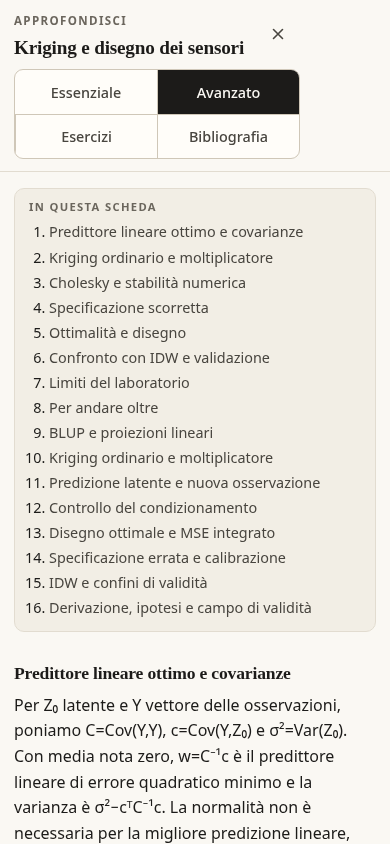 APPROFONDISCI
Kriging e disegno dei sensori
×
Essenziale
Avanzato
Esercizi
Bibliografia
IN QUESTA SCHEDA
1. Predittore lineare ottimo e covarianze
2. Kriging ordinario e moltiplicatore
3. Cholesky e stabilità numerica
4. Specificazione scorretta
5. Ottimalità e disegno
6. Confronto con IDW e validazione
7. Limiti del laboratorio
8. Per andare oltre
9. BLUP e proiezioni lineari
10. Kriging ordinario e moltiplicatore
11. Predizione latente e nuova osservazione
12. Controllo del condizionamento
13. Disegno ottimale e MSE integrato
14. Specificazione errata e calibrazione
15. IDW e confini di validità
16. Derivazione, ipotesi e campo di validità
Predittore lineare ottimo e covarianze
Per Z₀ latente e Y vettore delle osservazioni,
poniamo C=Cov(Y,Y), c=Cov(Y,Z₀) e σ²=Var(Z₀).
Con media nota zero, w=C⁻¹c è il predittore
lineare di errore quadratico minimo e la
varianza è σ²−cᵀC⁻¹c. La normalità non è
necessaria per la migliore predizione lineare,